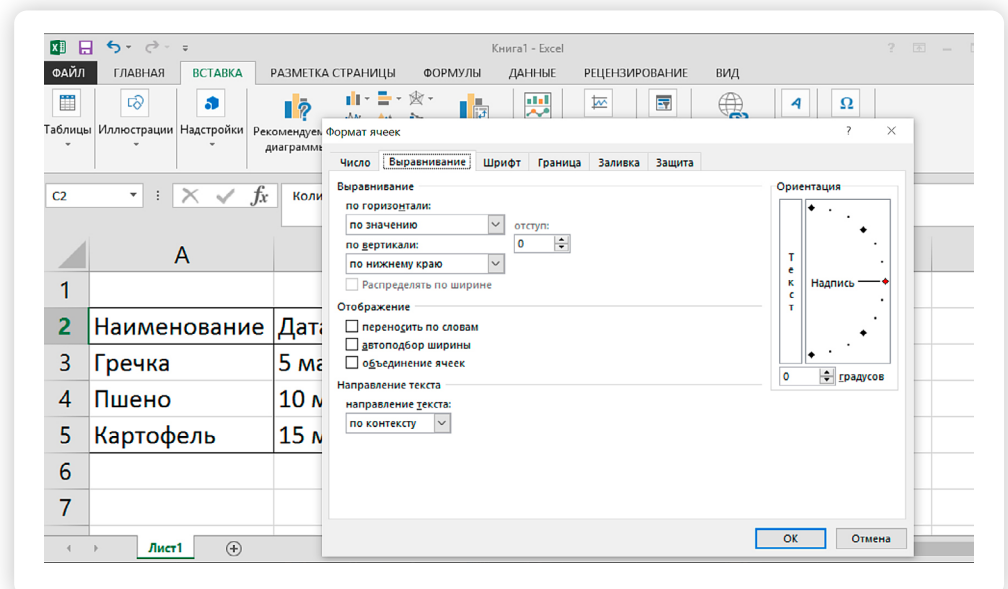 Книга1 - Excel
ФАЙЛ ГЛАВНАЯ ВСТАВКА РАЗМЕТКА СТРАНИЦЫ ФОРМУЛЫ ДАННЫЕ РЕЦЕНЗИРОВАНИЕ ВИД
Таблицы Иллюстрации Надстройки Рекомендуем
диаграммы
Формат ячеек
Число Выравнивание Шрифт Граница Заливка Защита
C2 fx Коли
Выравнивание
по горизонтали:
по значению
отступ:
по вертикали:
0
по нижнему краю
Распределять по ширине
Отображение
переносить по словам
автоподбор ширины
объединение ячеек
Направление текста
направление текста:
по контексту
Ориентация
Текст
Надпись
0 градусов
A
1
2 Наименование Дата
3 Гречка 5 ма
4 Пшено 10 м
5 Картофель 15 м
6
7
Лист1
ОК Отмена